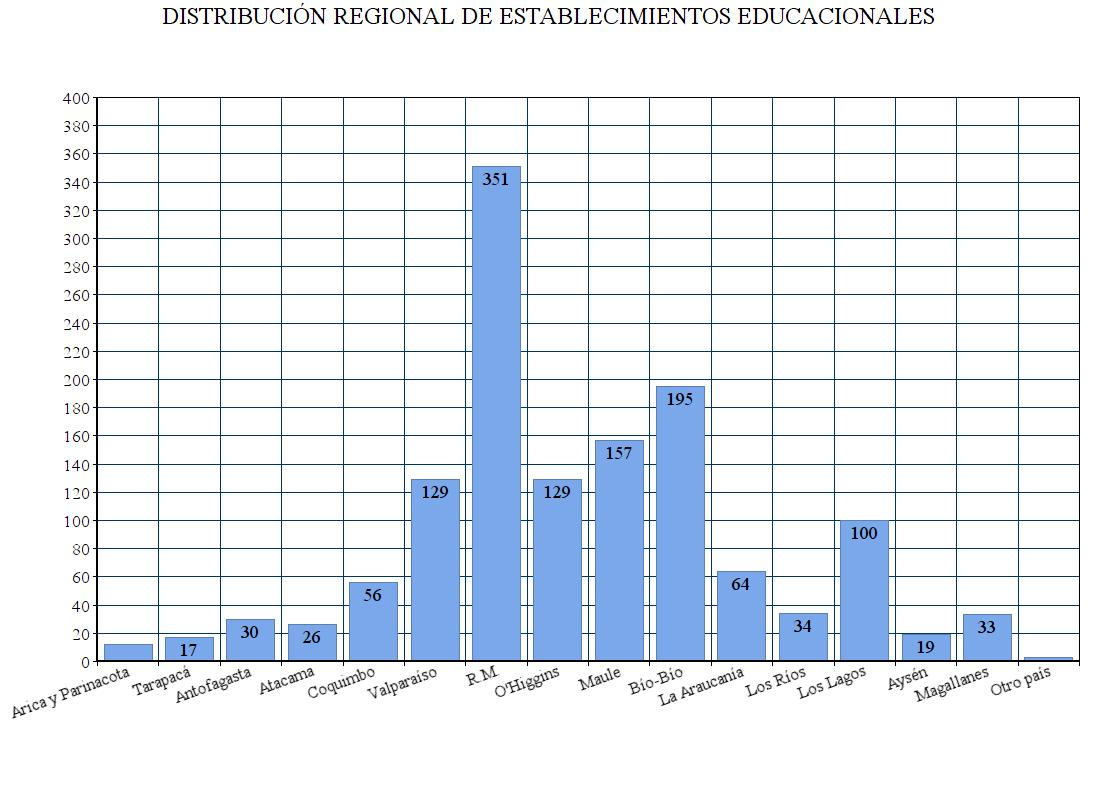 DISTRIBUCIÓN REGIONAL DE ESTABLECIMIENTOS EDUCACIONALES
400
380
360
340
320
300
280
260
240
220
200
180
160
140
120
100
80
60
40
20
0
17
30
26
56
129
351
129
157
195
64
34
100
19
33
Arica y Parinacota
Tarapacá
Antofagasta
Atacama
Coquimbo
Valparaíso
R.M.
O'Higgins
Maule
Bío-Bío
La Araucanía
Los Ríos
Los Lagos
Aysén
Magallanes
Otro país